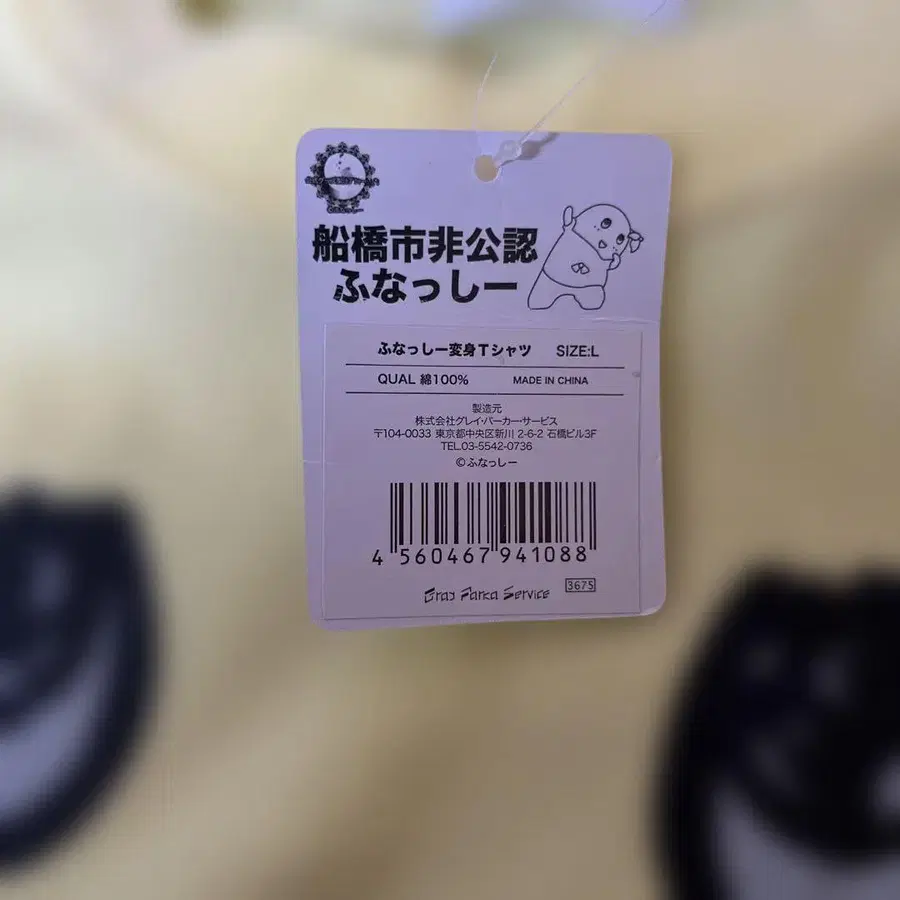 船橋市非公認
ふなっしー
ふなっしー変身Tシャツ SIZE:L
QUAL 綿100% MADE IN CHINA
製造元
株式会社グレイ・パーカー・サービス
〒104-0033 東京都中央区新川 2-6-2 石橋ビル3F
TEL.03-5542-0736
©ふなっしー
4 560467 941088
Gray Parka Service 3675